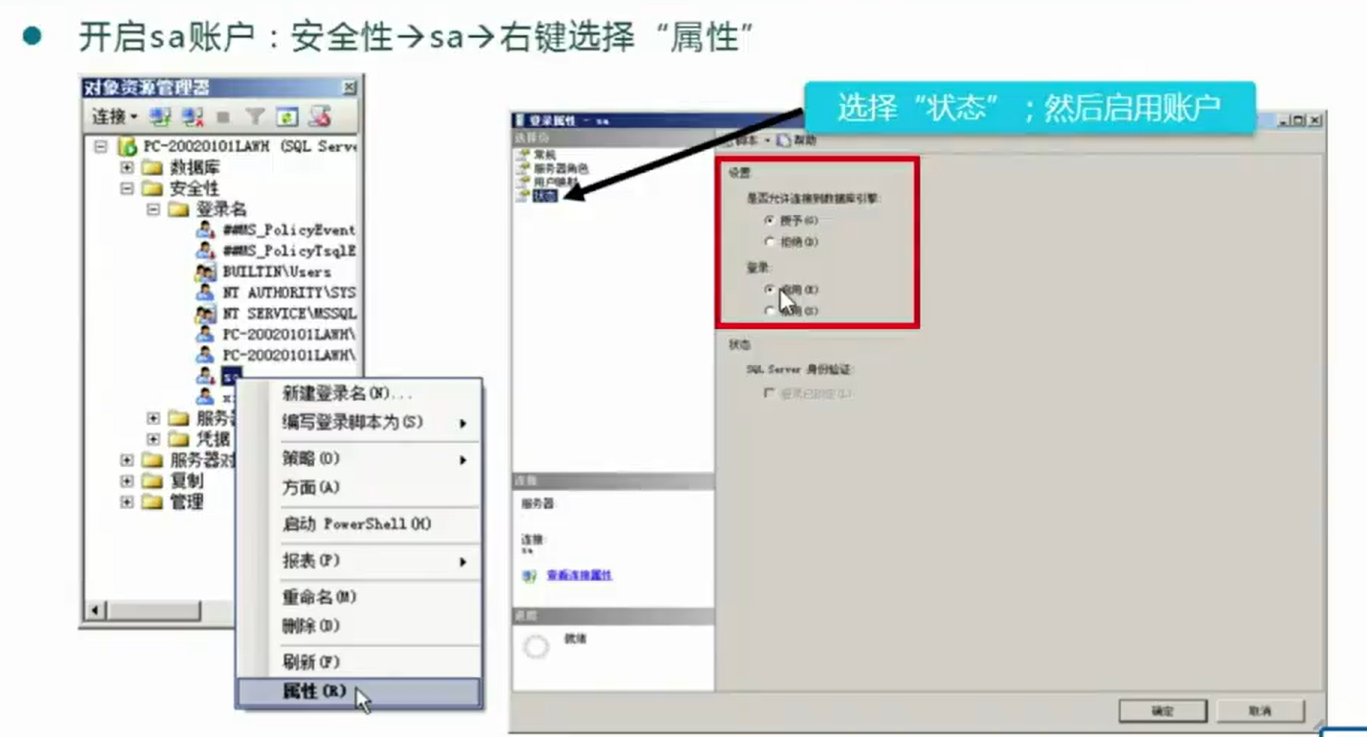 开启sa账户：安全性→sa→右键选择“属性”
对象资源管理器
连接
PC-20020101LAWH (SQL Serve
数据库
安全性
登录名
##MS_PolicyEvent
##MS_PolicyTsqlE
BUILTIN\Users
NT AUTHORITY\SYS
NT SERVICE\MSSQL
PC-20020101LAWH\
PC-20020101LAWH\
sa
服务器
凭据
服务器对
复制
管理
新建登录名(N)...
编写登录脚本为(S)
策略(O)
方面(A)
启动 PowerShell(H)
报表(P)
重命名(M)
删除(D)
刷新(F)
属性(R)
选择“状态”；然后启用账户
登录属性 - sa
选择页
常规
服务器角色
用户映射
状态
脚本
帮助
设置
是否允许连接到数据库引擎:
授予(G)
拒绝(D)
登录:
启用(E)
状态
SQL Server 身份验证:
连接
服务器:
连接:
sa
查看连接属性
进度
就绪
确定
取消